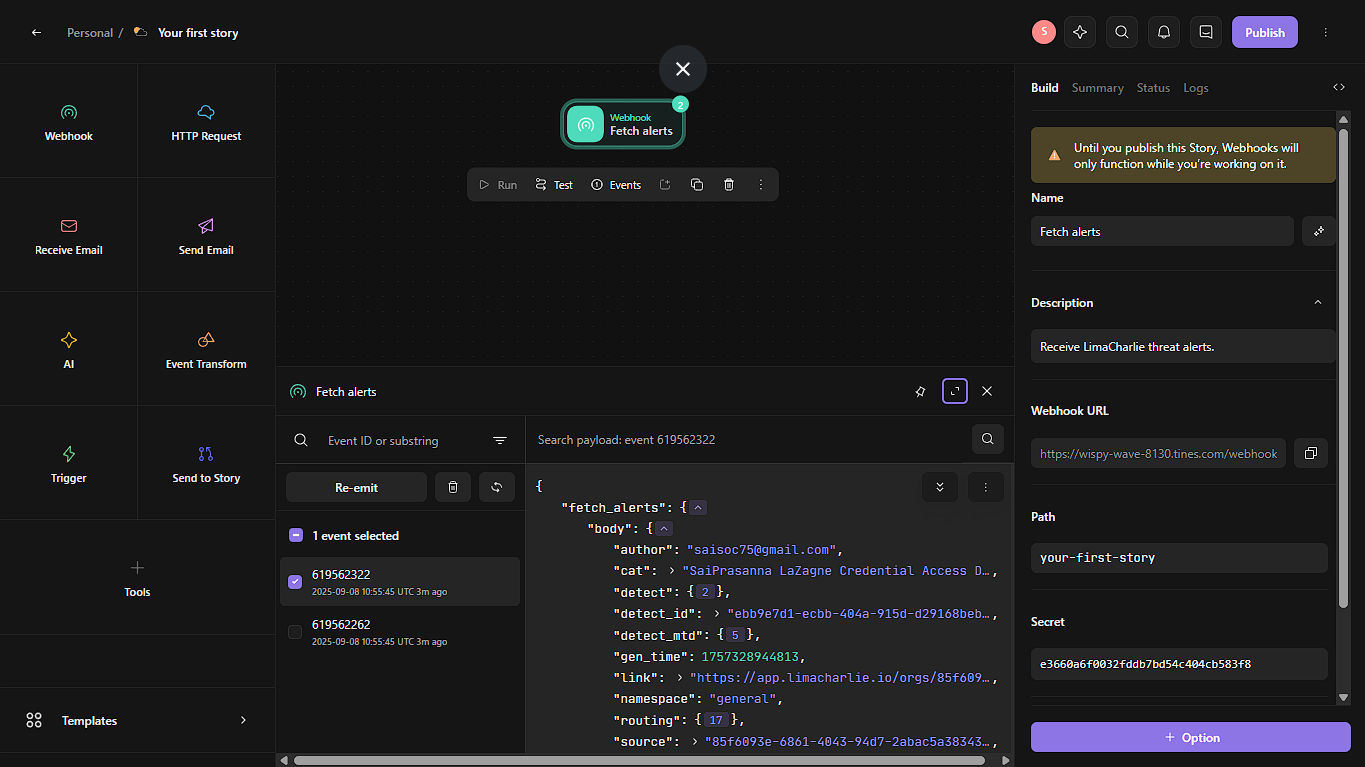 Personal / Your first story
S
Publish
Webhook
HTTP Request
Receive Email
Send Email
AI
Event Transform
Trigger
Send to Story
Tools
Templates
2
Webhook
Fetch alerts
Run
Test
Events
Fetch alerts
Event ID or substring
Search payload: event 619562322
Re-emit
1 event selected
619562322
2025-09-08 10:55:45 UTC 3m ago
619562262
2025-09-08 10:55:45 UTC 3m ago
{
"fetch_alerts": {
"body": {
"author": "saisoc75@gmail.com",
"cat": > "SaiPrasanna LaZagne Credential Access D…,
"detect": { 2 },
"detect_id": > "ebb9e7d1-ecbb-404a-915d-d29168beb…,
"detect_mtd": { 5 },
"gen_time": 1757328944813,
"link": > "https://app.limacharlie.io/orgs/85f609…,
"namespace": "general",
"routing": { 17 },
"source": > "85f6093e-6861-4043-94d7-2abac5a38343…,
Build
Summary
Status
Logs
Until you publish this Story, Webhooks will
only function while you're working on it.
Name
Fetch alerts
Description
Receive LimaCharlie threat alerts.
Webhook URL
https://wispy-wave-8130.tines.com/webhook
Path
your-first-story
Secret
e3660a6f0032fddb7bd54c404cb583f8
+ Option